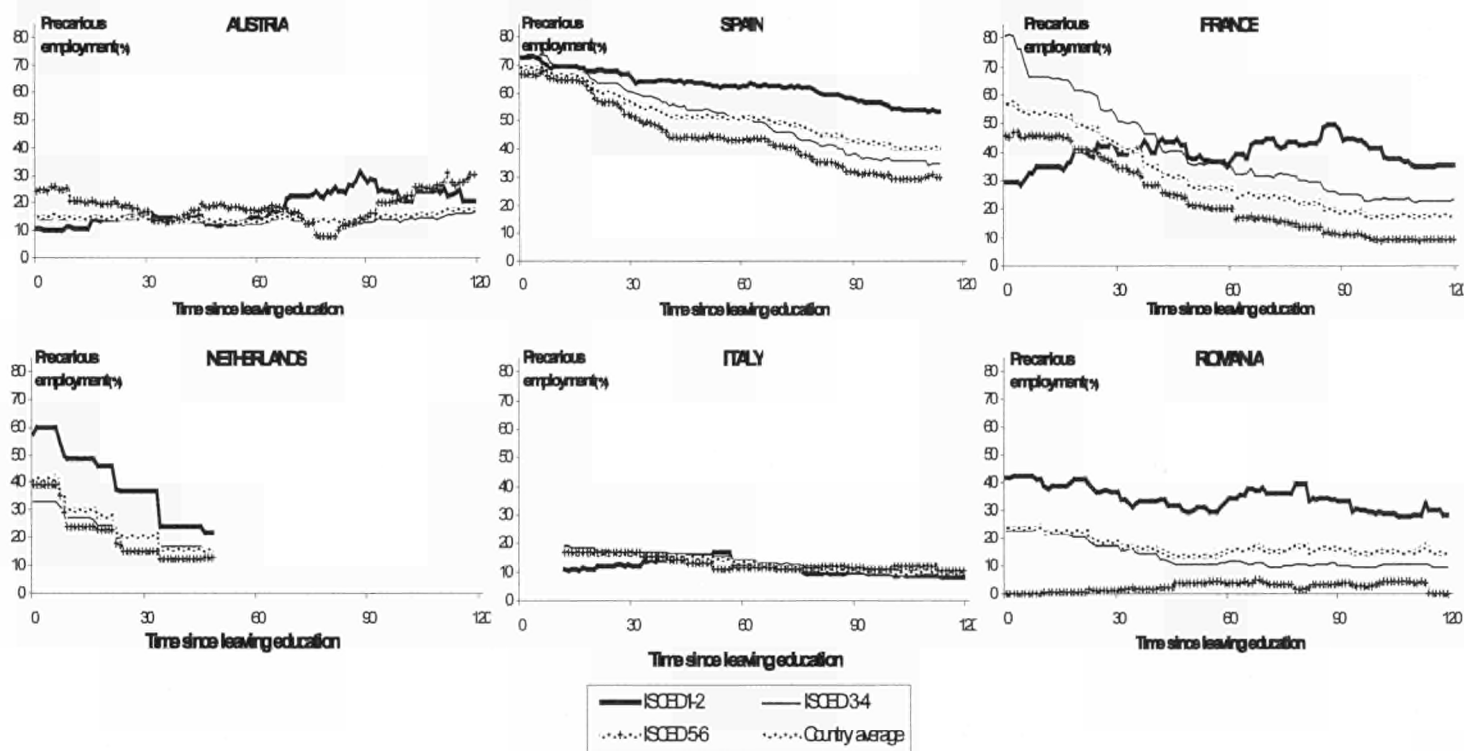 Precarious employment(%)
AUSTRIA
80
70
60
50
40
30
20
10
0
0 30 60 90 120
Time since leaving education
Precarious employment(%)
SPAIN
80
70
60
50
40
30
20
10
0
0 30 60 90 120
Time since leaving education
Precarious employment(%)
FRANCE
80
70
60
50
40
30
20
10
0
0 30 60 90 120
Time since leaving education
Precarious employment(%)
NETHERLANDS
80
70
60
50
40
30
20
10
0
0 30 60 90 120
Time since leaving education
Precarious employment(%)
ITALY
80
70
60
50
40
30
20
10
0
0 30 60 90 120
Time since leaving education
Precarious employment(%)
ROMANIA
80
70
60
50
40
30
20
10
0
0 30 60 90 120
Time since leaving education
ISCED1-2 ISCED 3-4
ISCED 5-6 Country average